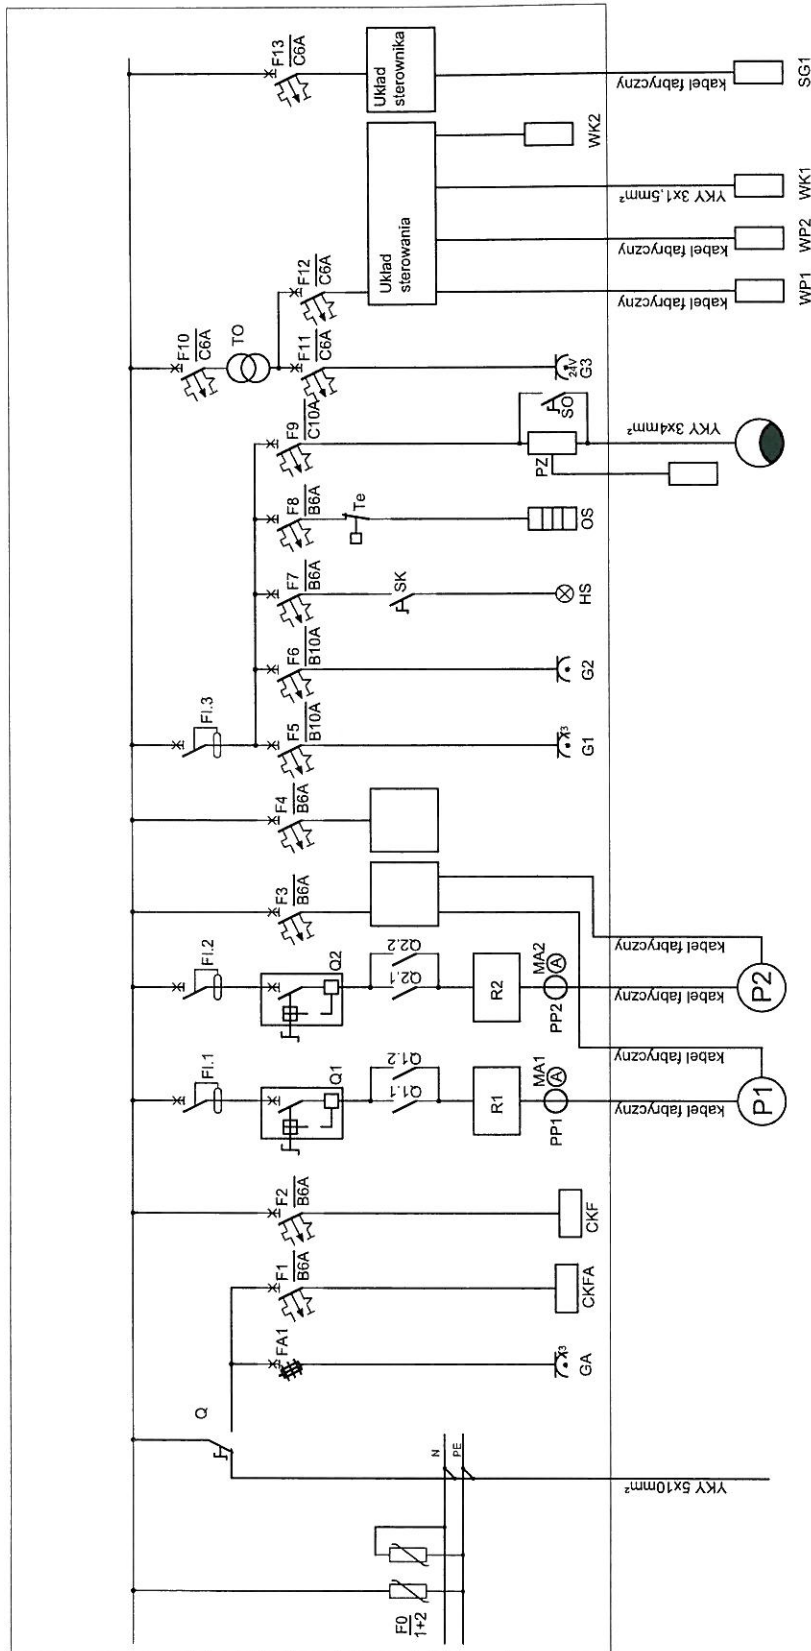 F0
1+2
N
PE
YKY 5x10mm²
Q
FA1
x3
GA
F1
B6A
CKFA
F2
B6A
CKF
FI.1
Q1
Q1.1
Q1.2
R1
MA1
A
PP1
kabel fabryczny
kabel fabryczny
P1
FI.2
Q2
Q2.1
Q2.2
R2
MA2
A
PP2
kabel fabryczny
kabel fabryczny
P2
F3
B6A
F4
B6A
FI.3
F5
B10A
x3
G1
F6
B10A
G2
F7
B6A
SK
HS
F8
B6A
Te
OS
F9
C10A
PZ
SO
YKY 3x4mm²
F10
C6A
TO
F11
C6A
24V
G3
F12
C6A
Układ
sterowania
kabel fabryczny
WP1
kabel fabryczny
WP2
YKY 3x1,5mm²
WK1
WK2
F13
C6A
Układ
sterownika
kabel fabryczny
SG1